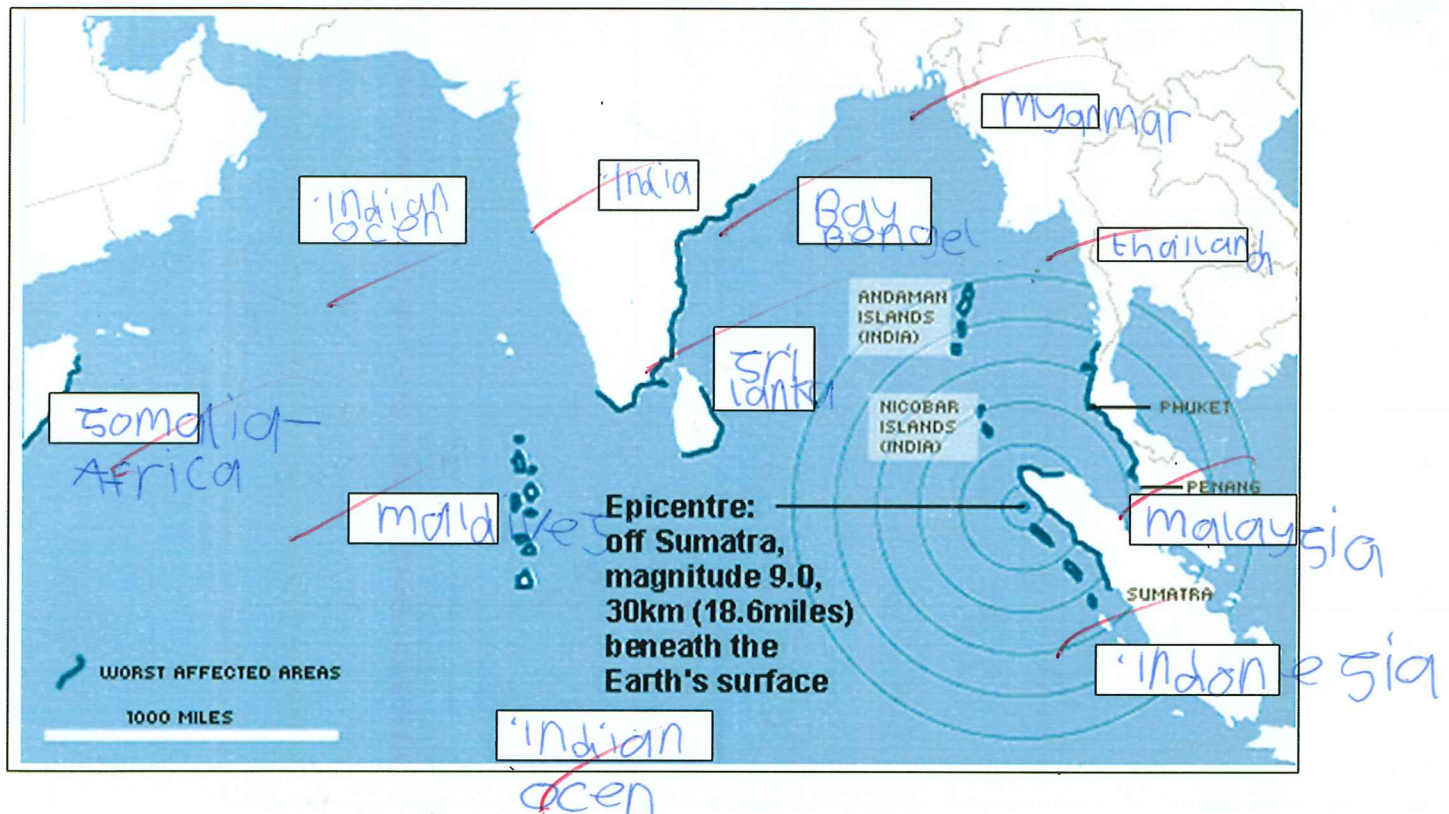 myanmar
Indian
ocen
India
Bay
Bengel
thailand
ANDAMAN
ISLANDS
(INDIA)
Sri
lanka
Somalia-
Africa
NICOBAR
ISLANDS
(INDIA)
PHUKET
PENANG
maldives
Epicentre:
off Sumatra,
magnitude 9.0,
30km (18.6miles)
beneath the
Earth's surface
malaysia
SUMATRA
Indonesia
WORST AFFECTED AREAS
1000 MILES
Indian
ocen